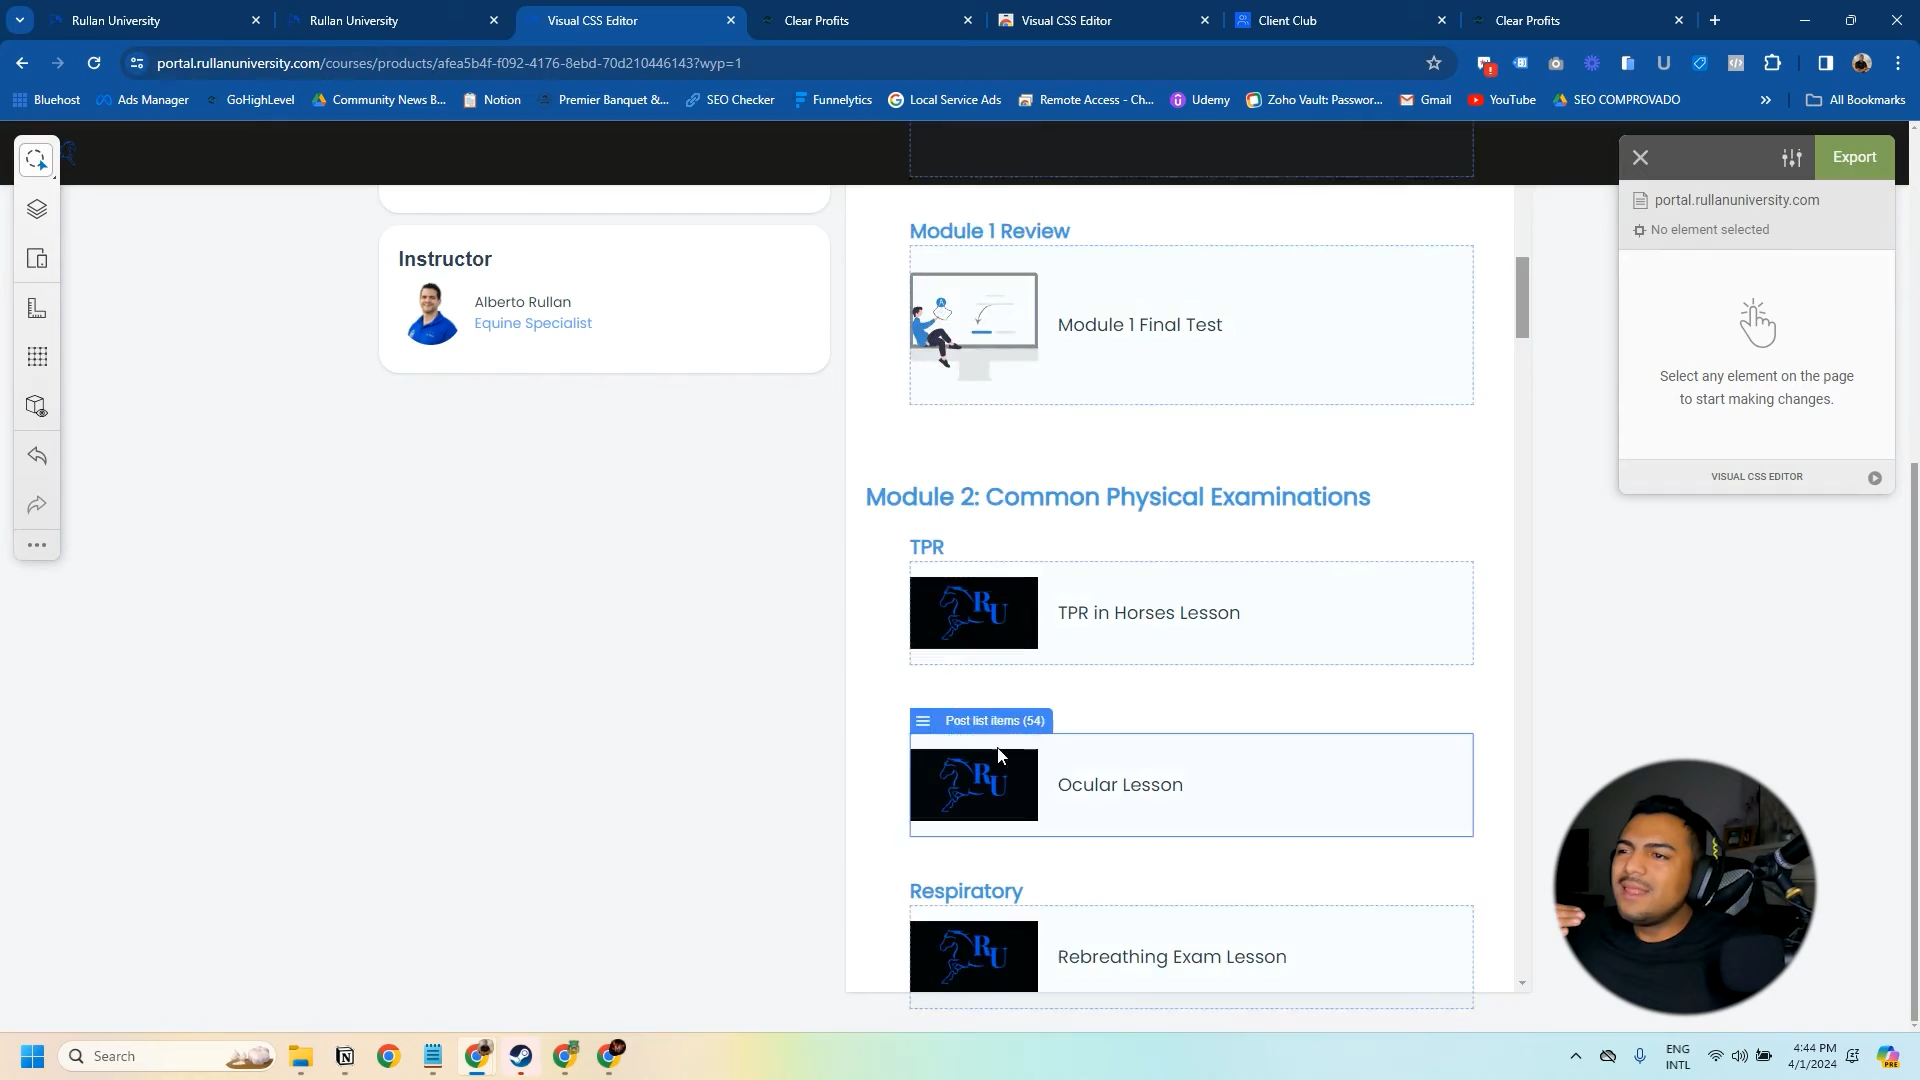 Rullan University
Rullan University
Visual CSS Editor
Clear Profits
Visual CSS Editor
Client Club
Clear Profits
portal.rullanuniversity.com/courses/products/afea5b4f-f092-4176-8ebd-70d210446143?wyp=1
Bluehost
Ads Manager
GoHighLevel
Community News B...
Notion
Premier Banquet &...
SEO Checker
Funnelytics
Local Service Ads
Remote Access - Ch...
Udemy
Zoho Vault: Passwor...
Gmail
YouTube
SEO COMPROVADO
»
All Bookmarks
Export
portal.rullanuniversity.com
No element selected
Select any element on the page
to start making changes.
VISUAL CSS EDITOR
Instructor
Alberto Rullan
Equine Specialist
Module 1 Review
A
Module 1 Final Test
Module 2: Common Physical Examinations
TPR
RU
TPR in Horses Lesson
Post list items (54)
RU
Ocular Lesson
Respiratory
RU
Rebreathing Exam Lesson
Search
ENG
INTL
4:44 PM
4/1/2024
PRE